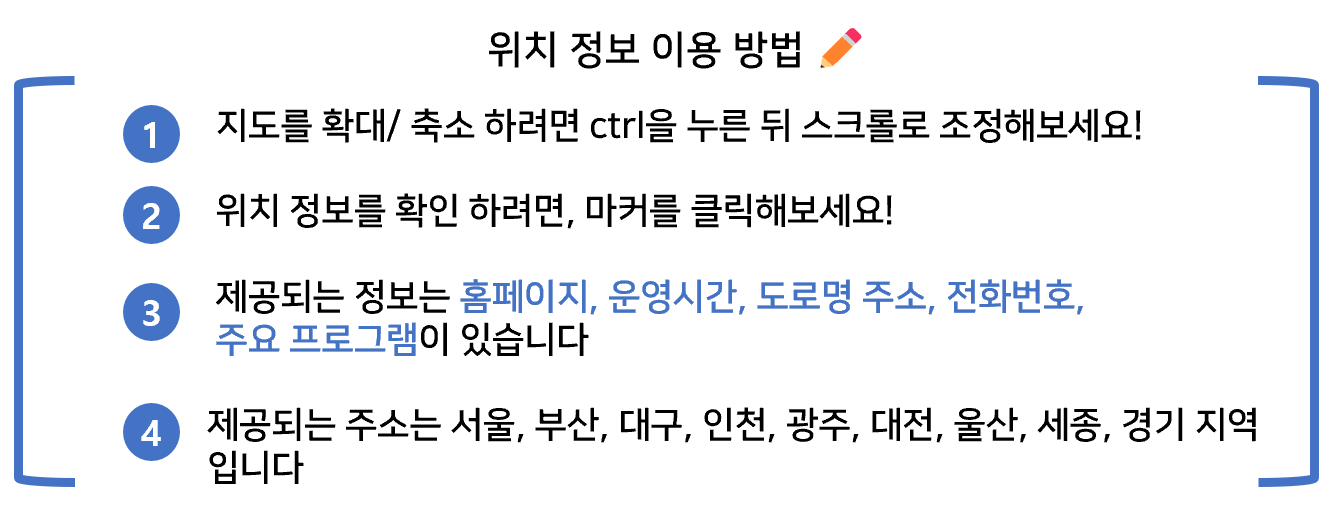 위치 정보 이용 방법
1 지도를 확대/ 축소 하려면 ctrl을 누른 뒤 스크롤로 조정해보세요!
2 위치 정보를 확인 하려면, 마커를 클릭해보세요!
3 제공되는 정보는 홈페이지, 운영시간, 도로명 주소, 전화번호,
주요 프로그램이 있습니다
4 제공되는 주소는 서울, 부산, 대구, 인천, 광주, 대전, 울산, 세종, 경기 지역
입니다